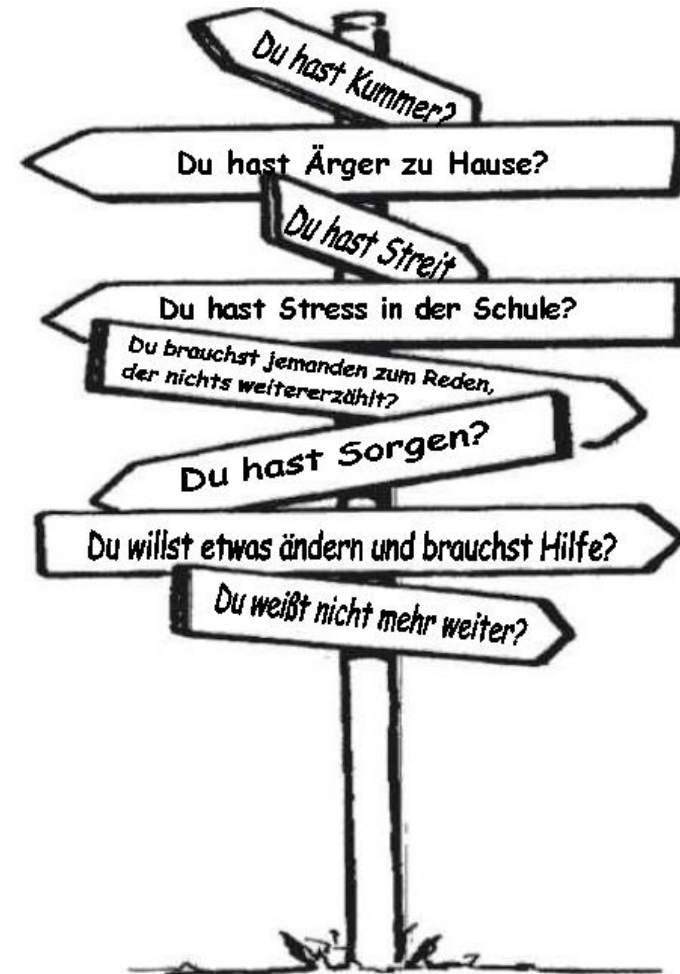 Du hast Kummer?
Du hast Ärger zu Hause?
Du hast Streit
Du hast Stress in der Schule?
Du brauchst jemanden zum Reden,
der nichts weitererzählt?
Du hast Sorgen?
Du willst etwas ändern und brauchst Hilfe?
Du weißt nicht mehr weiter?